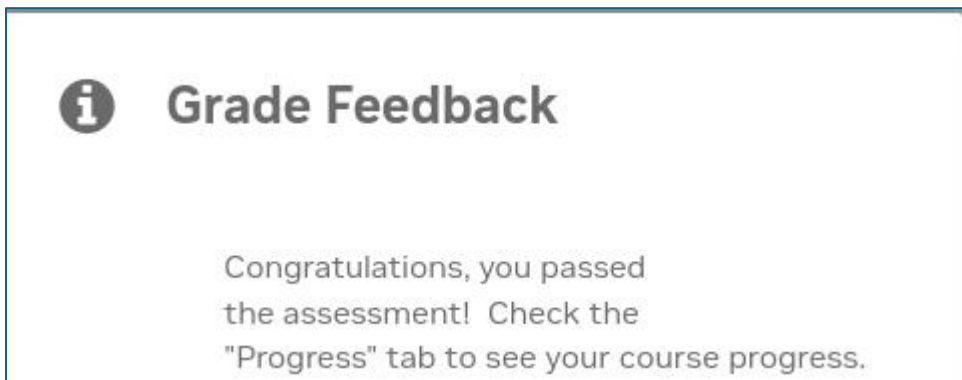 Grade Feedback
Congratulations, you passed
the assessment!  Check the
"Progress" tab to see your course progress.